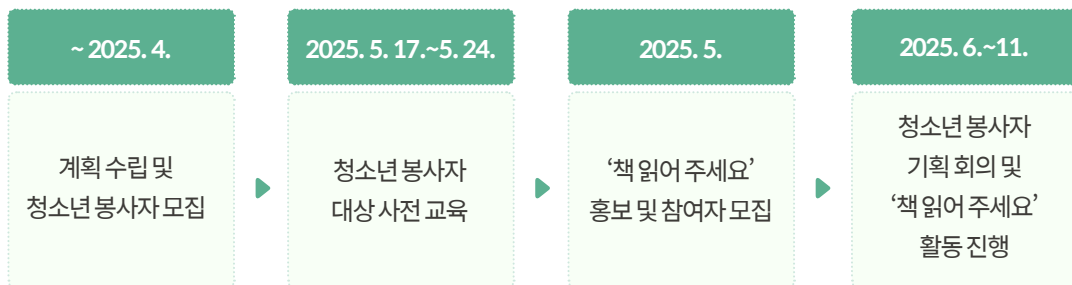 ~ 2025. 4.
계획 수립 및
청소년 봉사자 모집
2025. 5. 17.~5. 24.
청소년 봉사자
대상 사전 교육
2025. 5.
‘책 읽어 주세요’
홍보 및 참여자 모집
2025. 6.~11.
청소년 봉사자
기획 회의 및
‘책 읽어 주세요’
활동 진행